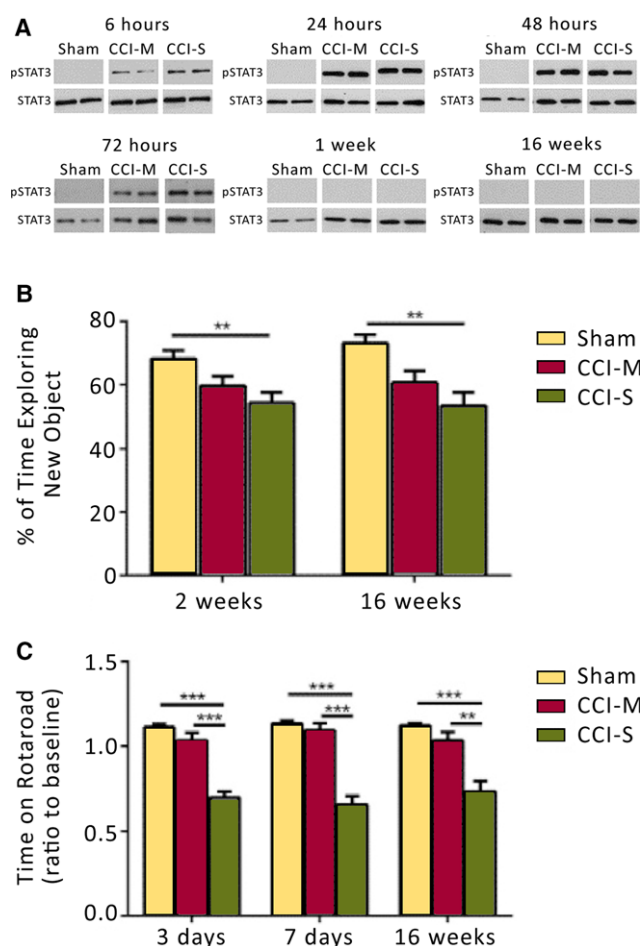 A
6 hours 24 hours 48 hours
Sham CCI-M CCI-S Sham CCI-M CCI-S Sham CCI-M CCI-S
pSTAT3 pSTAT3 pSTAT3
STAT3 STAT3 STAT3
72 hours 1 week 16 weeks
Sham CCI-M CCI-S Sham CCI-M CCI-S Sham CCI-M CCI-S
pSTAT3 pSTAT3 pSTAT3
STAT3 STAT3 STAT3
B
% of Time Exploring
New Object
80
60
40
20
0
** **
2 weeks 16 weeks
Sham
CCI-M
CCI-S
C
Time on Rotaroad
(ratio to baseline)
1.5
1.0
0.5
0.0
*** *** ***
*** *** **
3 days 7 days 16 weeks
Sham
CCI-M
CCI-S